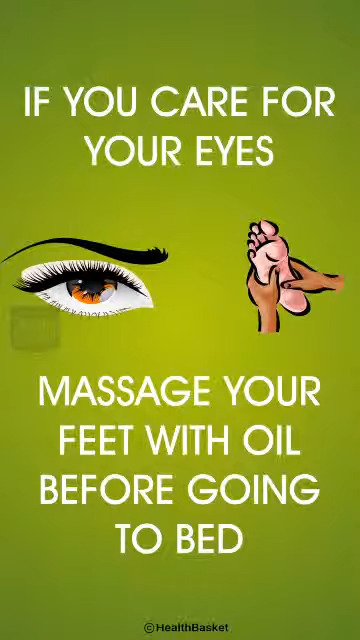 IF YOU CARE FOR
YOUR EYES
MASSAGE YOUR
FEET WITH OIL
BEFORE GOING
TO BED
©HealthBasket